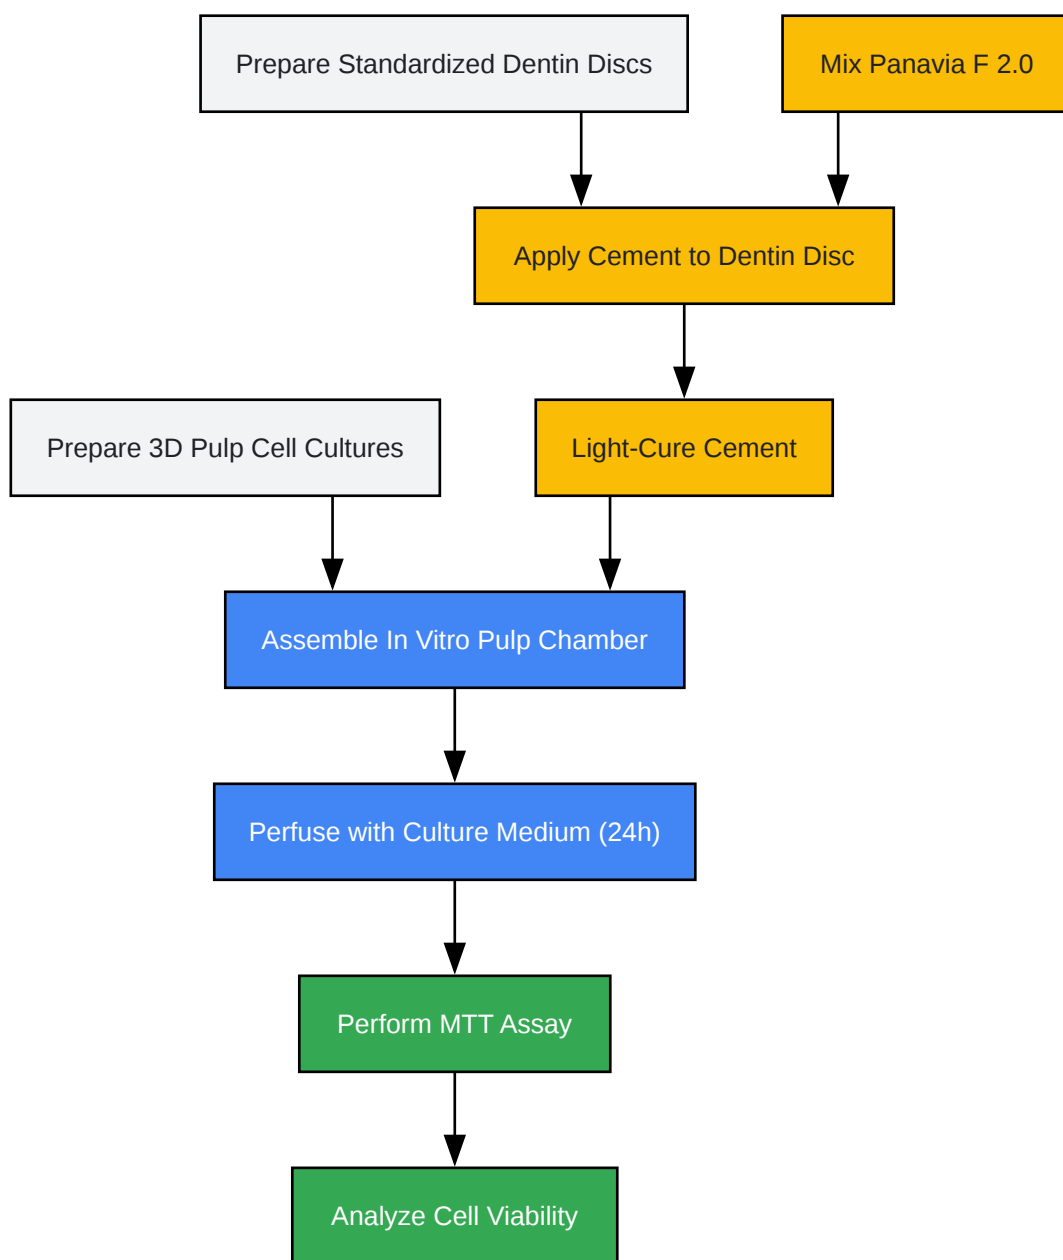 Prepare Standardized Dentin Discs
Mix Panavia F 2.0
Apply Cement to Dentin Disc
Prepare 3D Pulp Cell Cultures
Light-Cure Cement
Assemble In Vitro Pulp Chamber
Perfuse with Culture Medium (24h)
Perform MTT Assay
Analyze Cell Viability